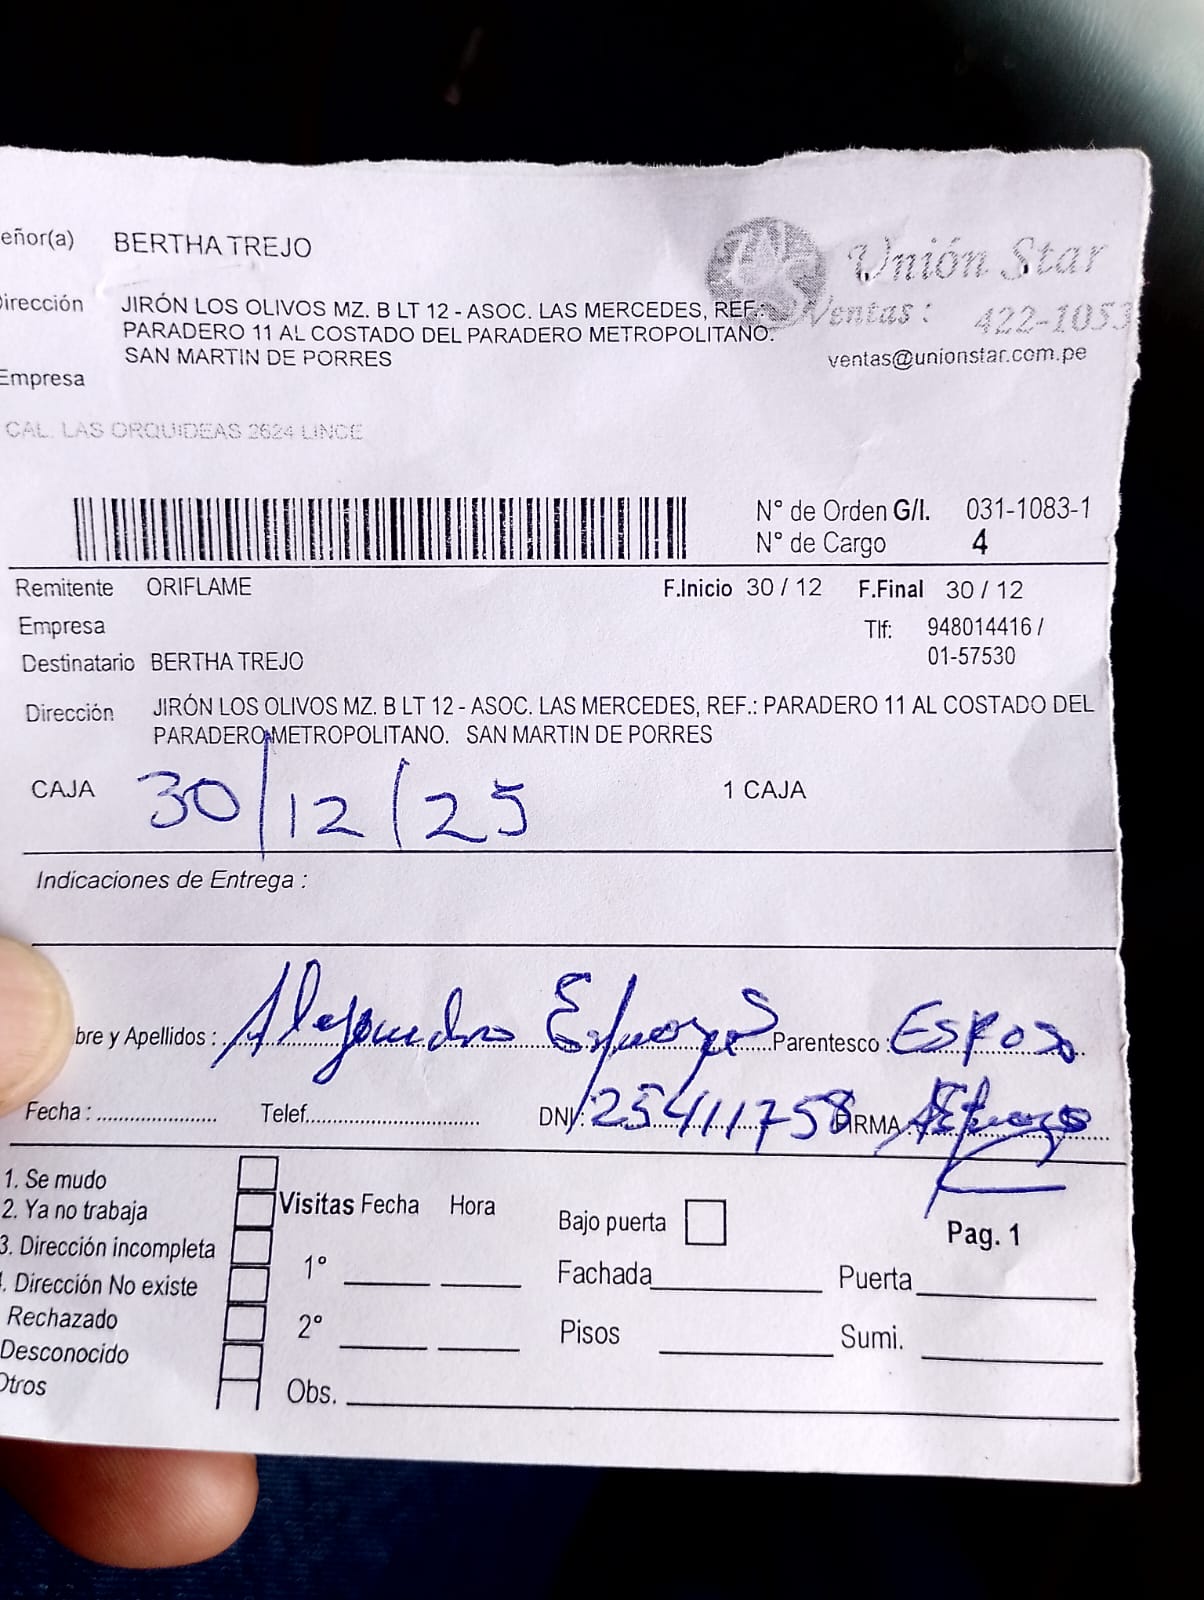 eñor(a) BERTHA TREJO
Unión Star
Dirección JIRÓN LOS OLIVOS MZ. B LT 12 - ASOC. LAS MERCEDES, REF.:
Ventas: 422-1053
PARADERO 11 AL COSTADO DEL PARADERO METROPOLITANO.
SAN MARTIN DE PORRES
ventas@unionstar.com.pe
Empresa
CAL. LAS ORQUIDEAS 2624 LINCE
N° de Orden G/I. 031-1083-1
N° de Cargo 4
Remitente ORIFLAME F.Inicio 30 / 12 F.Final 30 / 12
Empresa Tlf: 948014416 /
01-57530
Destinatario BERTHA TREJO
Dirección JIRÓN LOS OLIVOS MZ. B LT 12 - ASOC. LAS MERCEDES, REF.: PARADERO 11 AL COSTADO DEL
PARADERO METROPOLITANO. SAN MARTIN DE PORRES
CAJA 30/12/25 1 CAJA
Indicaciones de Entrega :
bre y Apellidos : Alejandro Parentesco : Esposo
Fecha : Telef. DNI/ 25411758 FIRMA
1. Se mudo
2. Ya no trabaja
3. Dirección incompleta
. Dirección No existe
Rechazado
Desconocido
Otros
Visitas Fecha Hora
1°
2°
Obs.
Bajo puerta
Pag. 1
Fachada Puerta
Pisos Sumi.